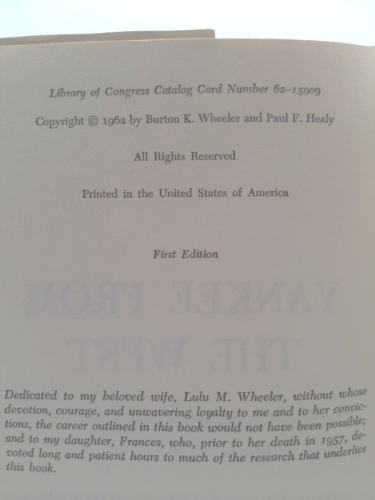 Library of Congress Catalog Card Number 62-15909
Copyright © 1962 by Burton K. Wheeler and Paul F. Healy
All Rights Reserved
Printed in the United States of America
First Edition
YANKEE FROM
THE WEST
Dedicated to my beloved wife, Lulu M. Wheeler, without whose
devotion, courage, and unwavering loyalty to me and to her convic-
tions, the career outlined in this book would not have been possible;
and to my daughter, Frances, who, prior to her death in 1957, de-
voted long and patient hours to much of the research that underlies
this book.